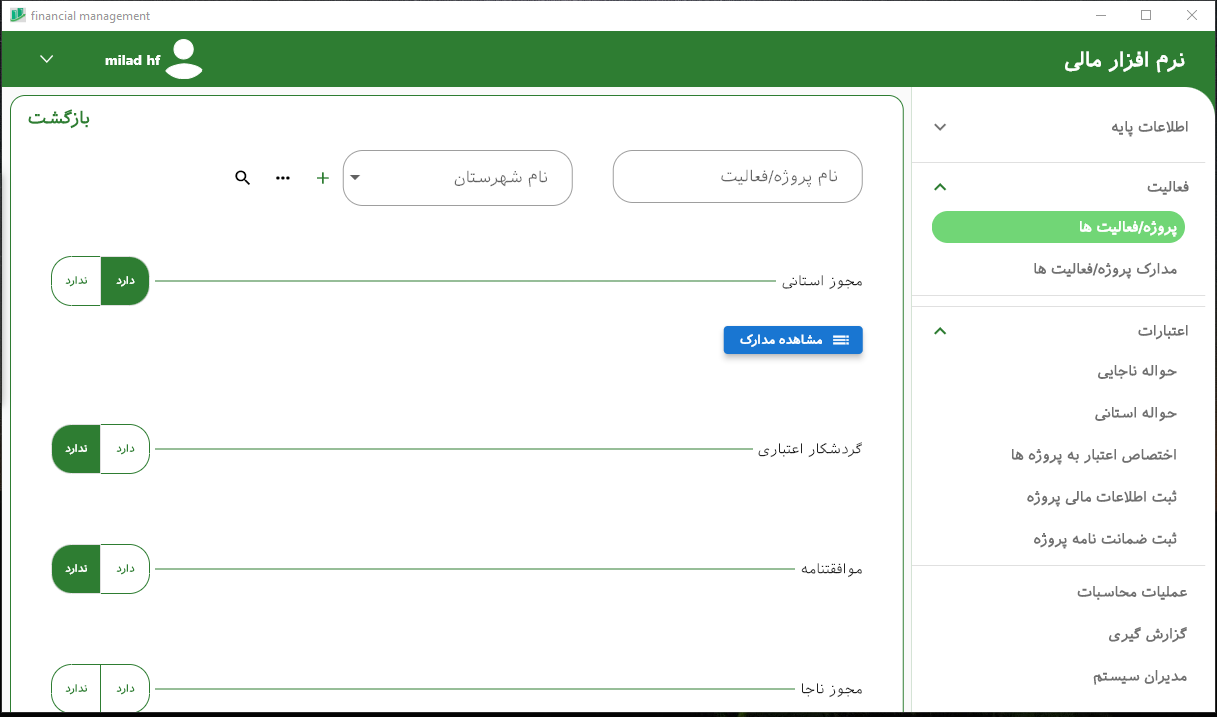 financial management
نرم افزار مالی
milad hf
اطلاعات پایه
فعالیت
پروژه/فعالیت ها
مدارک پروژه/فعالیت ها
اعتبارات
حواله ناجایی
حواله استانی
اختصاص اعتبار به پروژه ها
ثبت اطلاعات مالی پروژه
ثبت ضمانت نامه پروژه
عملیات محاسبات
گزارش گیری
مدیران سیستم
بازگشت
نام پروژه/فعالیت
نام شهرستان
مجوز استانی دارد ندارد
مشاهده مدارک
گردشکار اعتباری دارد ندارد
موافقتنامه دارد ندارد
مجوز ناجا دارد ندارد